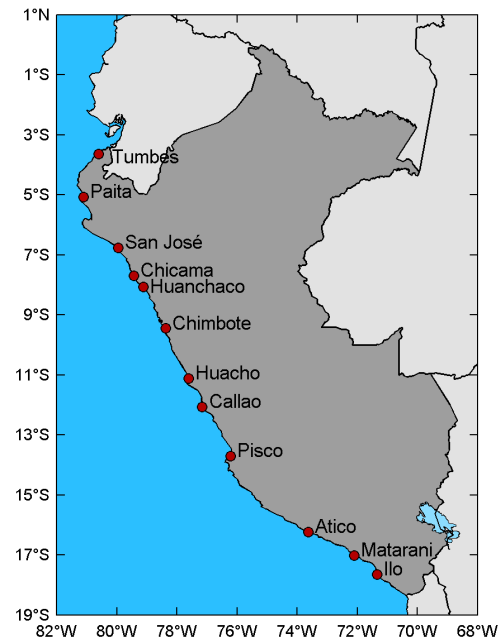 1°N
1°S
3°S
Tumbes
5°S
Paita
7°S
San José
Chicama
Huanchaco
9°S
Chimbote
11°S
Huacho
Callao
13°S
Pisco
15°S
Atico
17°S
Matarani
Ilo
19°S
82°W 80°W 78°W 76°W 74°W 72°W 70°W 68°W